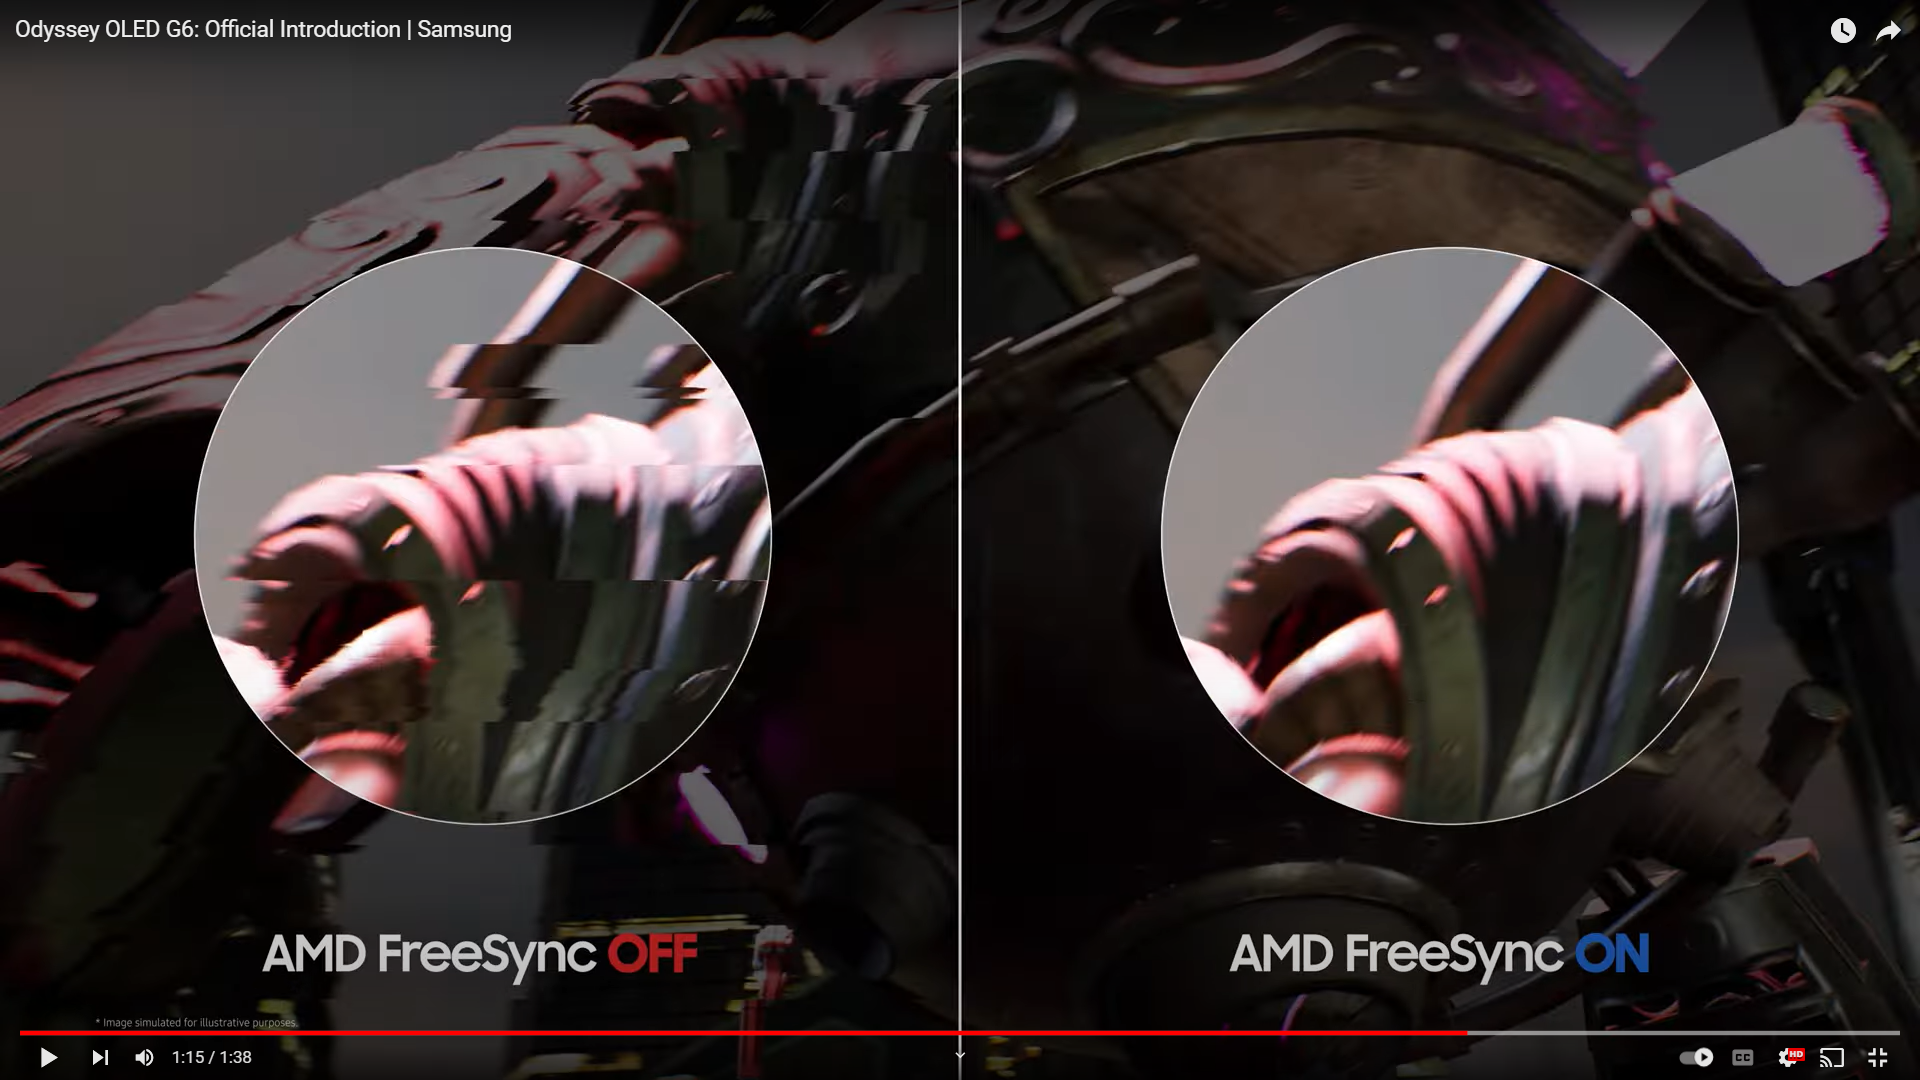 Odyssey OLED G6: Official Introduction | Samsung
AMD FreeSync OFF
AMD FreeSync ON
* Image simulated for illustrative purposes.
1:15 / 1:38
CC
HD